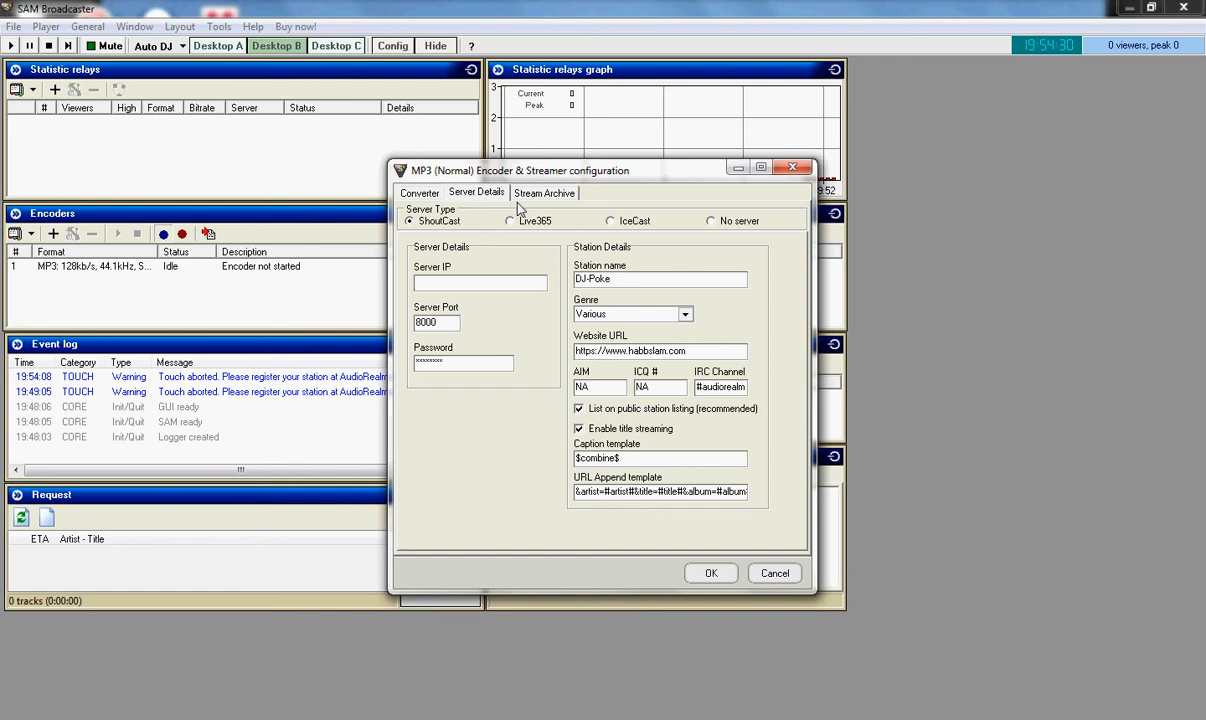 SAM Broadcaster
File Player General Window Layout Tools Help Buy now!
Mute Auto DJ Desktop A Desktop B Desktop C Config Hide ? 19:54:30 0 viewers, peak 0
Statistic relays
# Viewers High Format Bitrate Server Status Details
Statistic relays graph
3
Current 0
Peak 0
2
1
Encoders
# Format Status Description
1 MP3: 128kb/s, 44.1kHz, S... Idle Encoder not started
Event log
Time Category Type Message
19:54:08 TOUCH Warning Touch aborted. Please register your station at AudioRealm
19:49:05 TOUCH Warning Touch aborted. Please register your station at AudioRealm
19:48:06 CORE Init/Quit GUI ready
19:48:05 CORE Init/Quit SAM ready
19:48:03 CORE Init/Quit Logger created
Request
ETA Artist - Title
0 tracks (0:00:00)
MP3 (Normal) Encoder & Streamer configuration
Converter Server Details Stream Archive
Server Type
ShoutCast Live365 IceCast No server
Server Details
Server IP
Server Port
8000
Password
********
Station Details
Station name
DJ-Poke
Genre
Various
Website URL
https://www.habbslam.com
AIM ICQ # IRC Channel
NA NA #audiorealm
List on public station listing (recommended)
Enable title streaming
Caption template
$combine$
URL Append template
&artist=#artist#&title=#title#&album=#album
OK Cancel